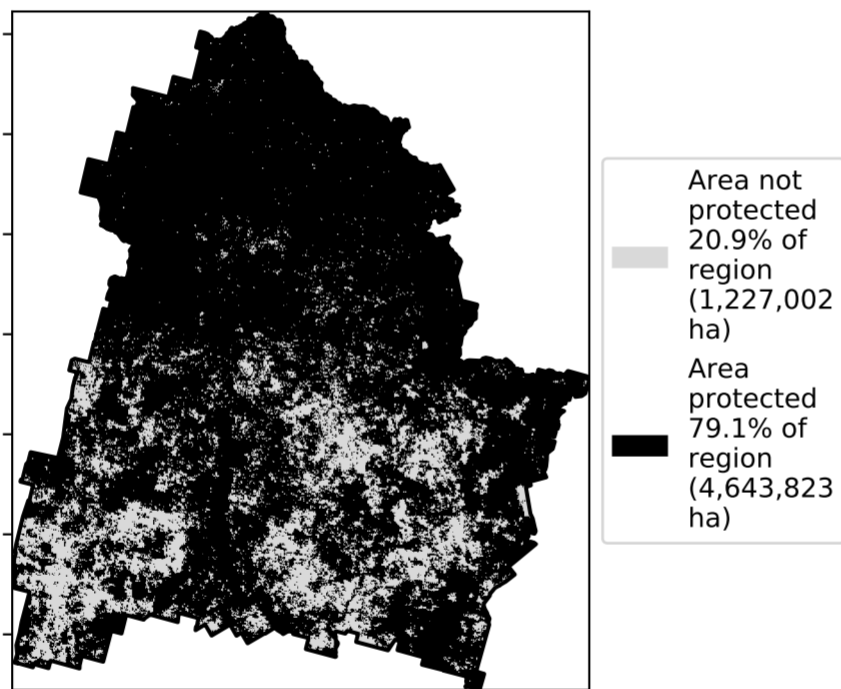 Area not
protected
20.9% of
region
(1,227,002
ha)
Area
protected
79.1% of
region
(4,643,823
ha)